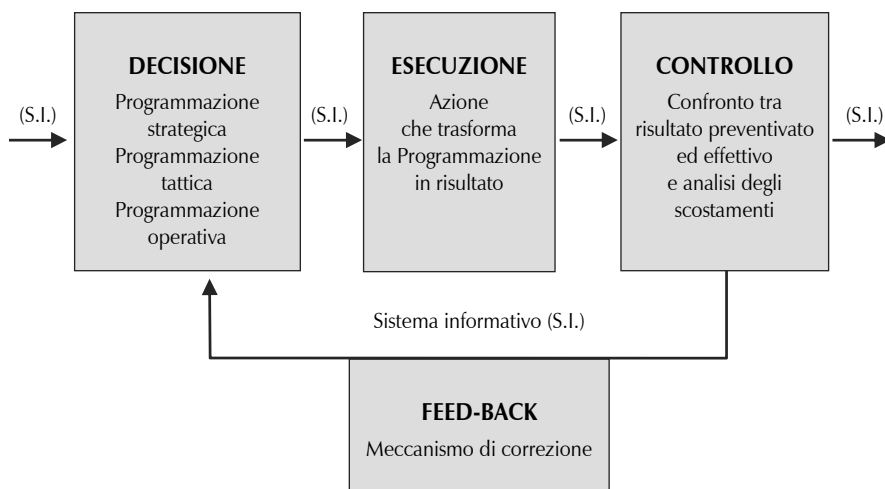 (S.I.)
DECISIONE
Programmazione
strategica
Programmazione
tattica
Programmazione
operativa
(S.I.)
ESECUZIONE
Azione
che trasforma
la Programmazione
in risultato
(S.I.)
CONTROLLO
Confronto tra
risultato preventivato
ed effettivo
e analisi degli
scostamenti
(S.I.)
Sistema informativo (S.I.)
FEED-BACK
Meccanismo di correzione